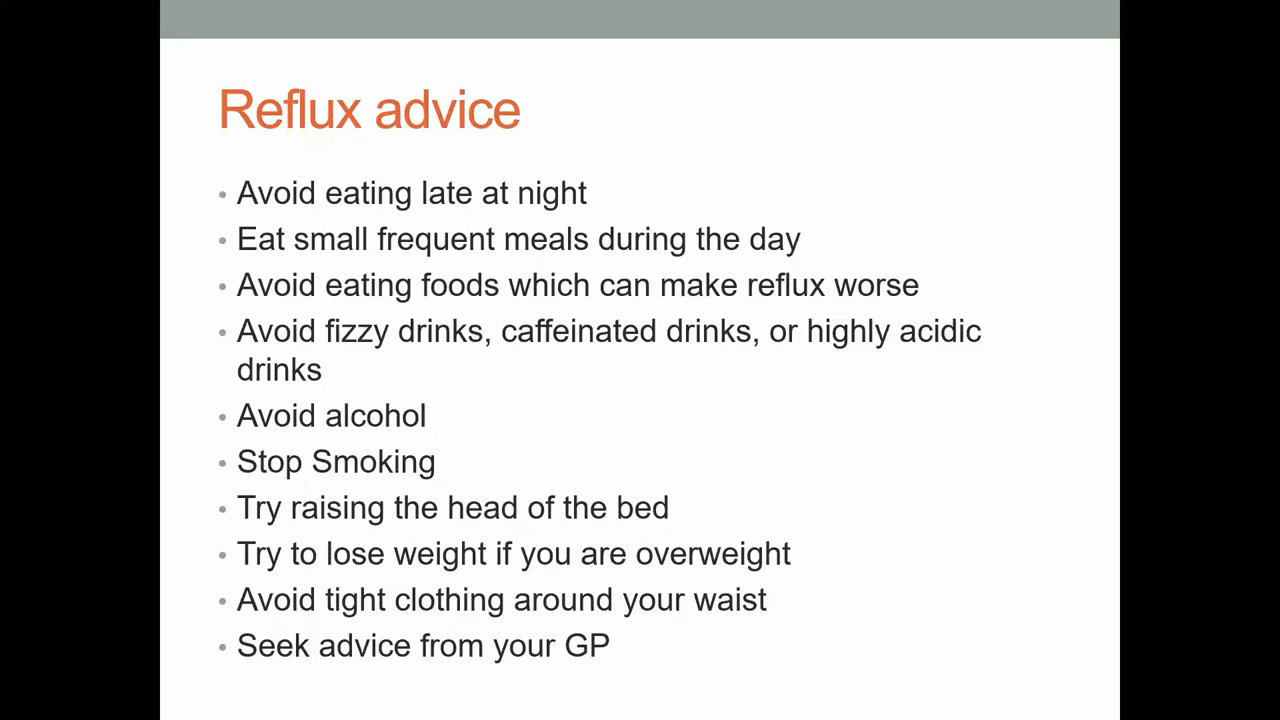 Reflux advice
• Avoid eating late at night
• Eat small frequent meals during the day
• Avoid eating foods which can make reflux worse
• Avoid fizzy drinks, caffeinated drinks, or highly acidic
drinks
• Avoid alcohol
• Stop Smoking
• Try raising the head of the bed
• Try to lose weight if you are overweight
• Avoid tight clothing around your waist
• Seek advice from your GP